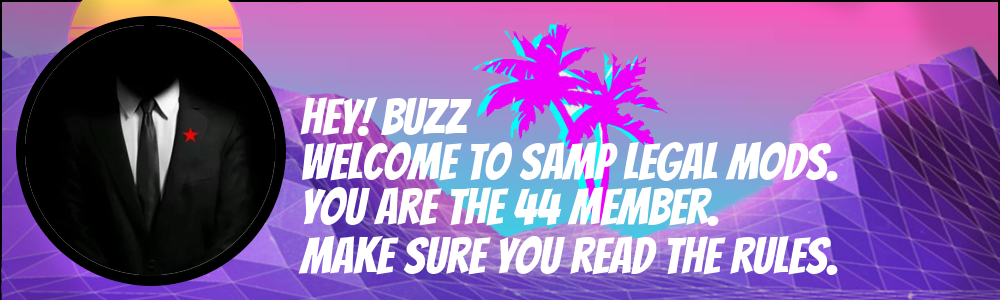 HEY! BUZZ
WELCOME TO SAMP LEGAL MODS.
YOU ARE THE 44 MEMBER.
MAKE SURE YOU READ THE RULES.